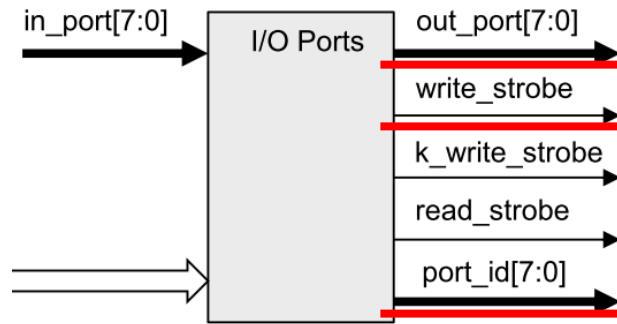 in_port[7:0]
I/O Ports
out_port[7:0]
write_strobe
k_write_strobe
read_strobe
port_id[7:0]